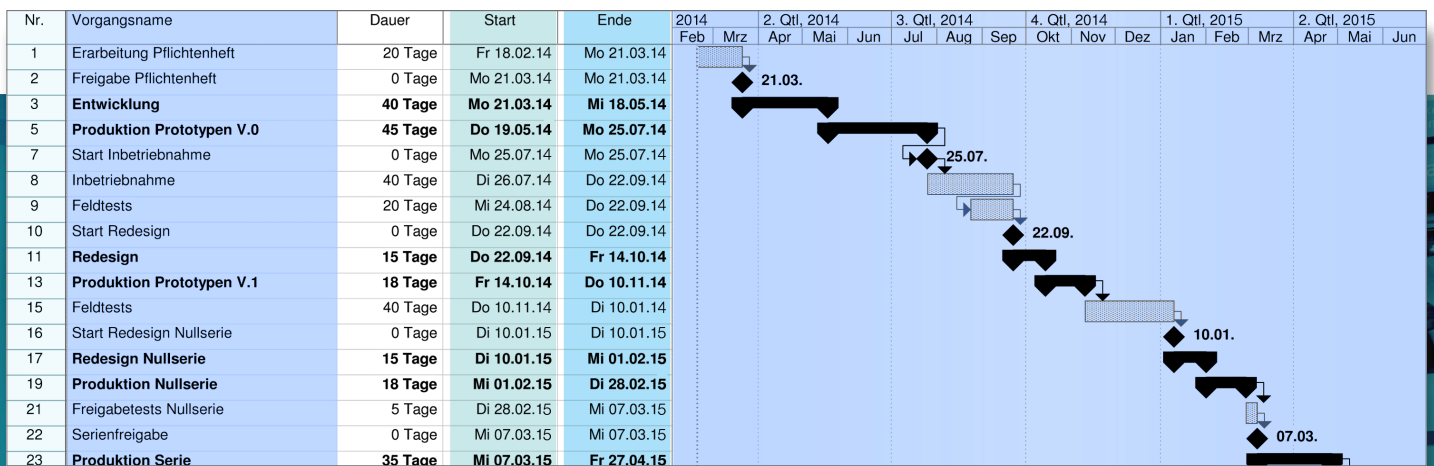 Nr. Vorgangsname Dauer Start Ende 2014 2. Qtl, 2014 3. Qtl, 2014 4. Qtl, 2014 1. Qtl, 2015 2. Qtl, 2015
Feb Mrz Apr Mai Jun Jul Aug Sep Okt Nov Dez Jan Feb Mrz Apr Mai Jun
1 Erarbeitung Pflichtenheft 20 Tage Fr 18.02.14 Mo 21.03.14
2 Freigabe Pflichtenheft 0 Tage Mo 21.03.14 Mo 21.03.14 21.03.
3 Entwicklung 40 Tage Mo 21.03.14 Mi 18.05.14
5 Produktion Prototypen V.0 45 Tage Do 19.05.14 Mo 25.07.14
7 Start Inbetriebnahme 0 Tage Mo 25.07.14 Mo 25.07.14 25.07.
8 Inbetriebnahme 40 Tage Di 26.07.14 Do 22.09.14
9 Feldtests 20 Tage Mi 24.08.14 Do 22.09.14
10 Start Redesign 0 Tage Do 22.09.14 Do 22.09.14 22.09.
11 Redesign 15 Tage Do 22.09.14 Fr 14.10.14
13 Produktion Prototypen V.1 18 Tage Fr 14.10.14 Do 10.11.14
15 Feldtests 40 Tage Do 10.11.14 Di 10.01.14
16 Start Redesign Nullserie 0 Tage Di 10.01.15 Di 10.01.15 10.01.
17 Redesign Nullserie 15 Tage Di 10.01.15 Mi 01.02.15
19 Produktion Nullserie 18 Tage Mi 01.02.15 Di 28.02.15
21 Freigabetests Nullserie 5 Tage Di 28.02.15 Mi 07.03.15
22 Serienfreigabe 0 Tage Mi 07.03.15 Mi 07.03.15 07.03.
23 Produktion Serie 35 Tage Mi 07.03.15 Fr 27.04.15